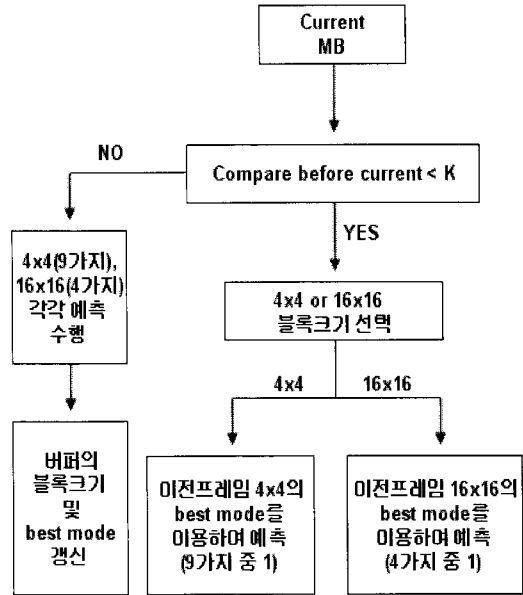 Current
MB
NO
Compare before current < K
YES
4x4(9가지),
16x16(4가지)
각각 예측
수행
4x4 or 16x16
블록크기 선택
4x4
16x16
버퍼의
블록크기
및
best mode
갱신
이전프레임 4x4의
best mode를
이용하며 예측
(9가지 중 1)
이전프레임 16x16의
best mode를
이용하며 예측
(4가지 중 1)